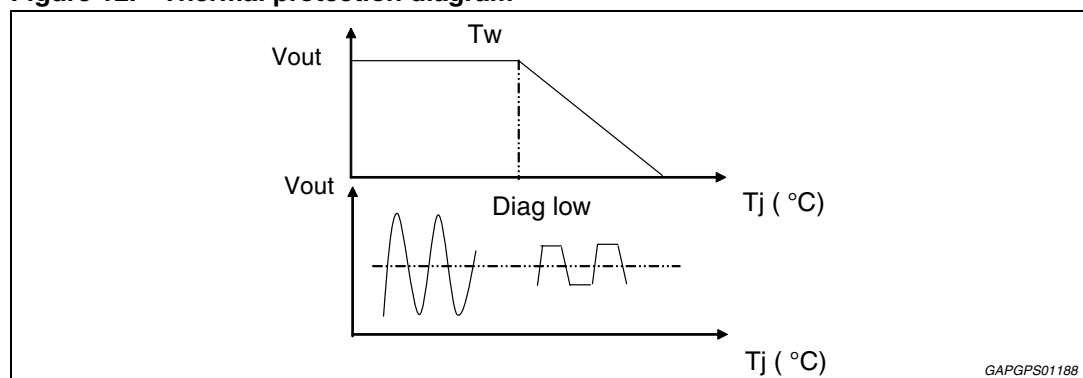 Figure 12. Thermal protection diagram
Tw
Vout
Vout
Tj ( °C)
Diag low
Tj ( °C)
GAPGPS01188